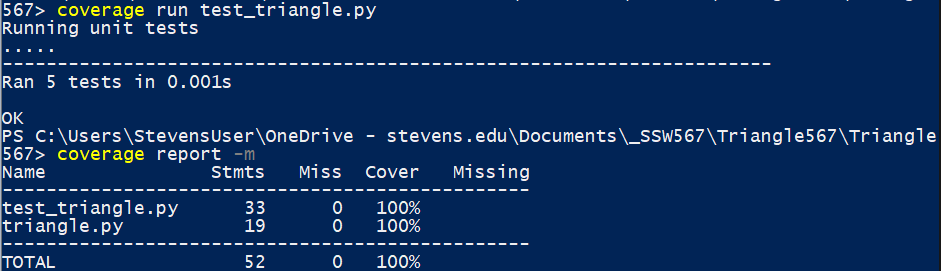 567> coverage run test_triangle.py
Running unit tests
.....
----------------------------------------------------------------------
Ran 5 tests in 0.001s
OK
PS C:\Users\StevensUser\OneDrive - stevens.edu\Documents\_SSW567\Triangle567\Triangle
567> coverage report -m
Name               Stmts   Miss  Cover   Missing
------------------------------------------------
test_triangle.py      33      0   100%
triangle.py           19      0   100%
------------------------------------------------
TOTAL                 52      0   100%